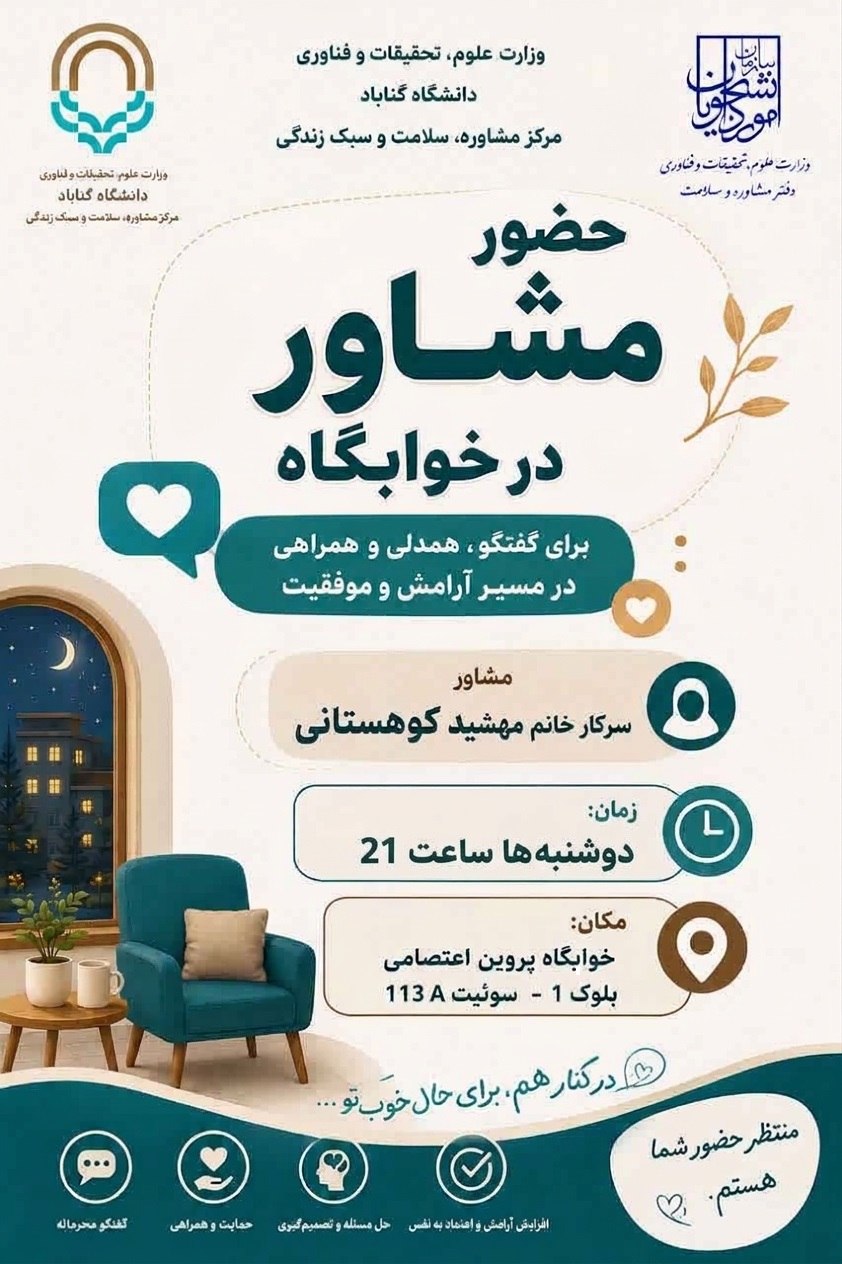 وزارت علوم، تحقیقات و فناوری
دانشگاه گناباد
مرکز مشاوره، سلامت و سبک زندگی
سازمان
امور دانشجویان
وزارت علوم، تحقیقات و فناوری
دفتر مشاوره و سلامت
وزارت علوم، تحقیقات و فناوری
دانشگاه گناباد
مرکز مشاوره، سلامت و سبک زندگی
حضور
مشاور
در خوابگاه
برای گفتگو، همدلی و همراهی
در مسیر آرامش و موفقیت
مشاور
سرکار خانم مهشید کوهستانی
زمان:
دوشنبه‌ها ساعت 21
مکان:
خوابگاه پروین اعتصامی
بلوک 1 - سوئیت 113 A
در کنار هم، برای حال خوب تو ...
منتظر حضور شما
هستم.
افزایش آرامش و اعتماد به نفس
حل مسئله و تصمیم‌گیری
حمایت و همراهی
گفتگو محرمانه